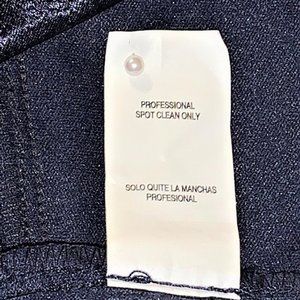 PROFESSIONAL
SPOT CLEAN ONLY
SOLO QUITE LA MANCHAS
PROFESIONAL